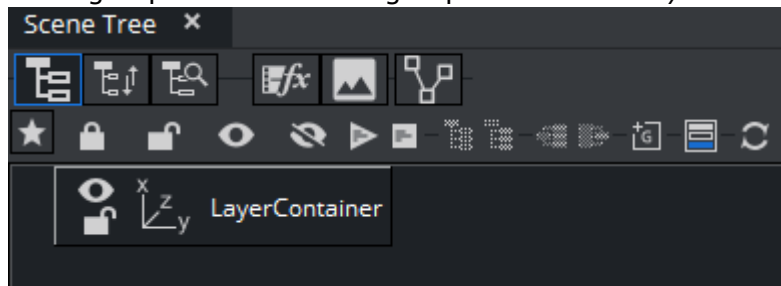 Scene Tree ×
fx
G
x
z
y LayerContainer